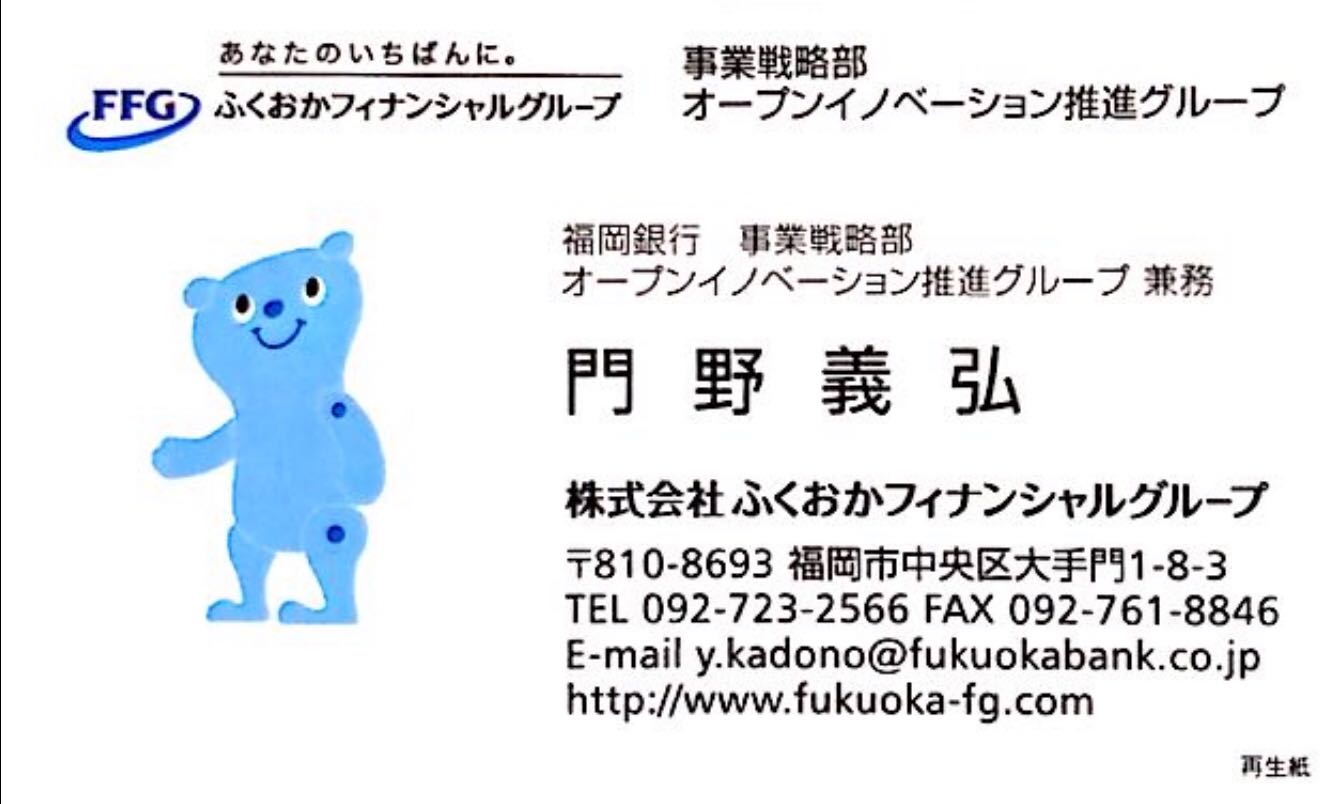 あなたのいちばんに。
FFG ふくおかフィナンシャルグループ
事業戦略部
オープンイノベーション推進グループ
福岡銀行　事業戦略部
オープンイノベーション推進グループ 兼務
門 野 義 弘
株式会社 ふくおかフィナンシャルグループ
〒810-8693 福岡市中央区大手門1-8-3
TEL 092-723-2566 FAX 092-761-8846
E-mail y.kadono@fukuokabank.co.jp
http://www.fukuoka-fg.com
再生紙